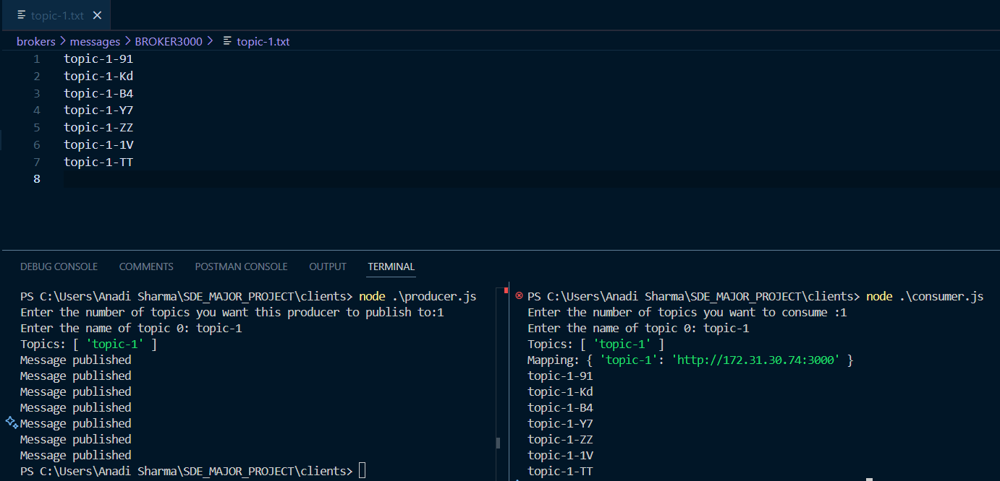 topic-1.txt
brokers > messages > BROKER3000 > topic-1.txt
1 topic-1-91
2 topic-1-Kd
3 topic-1-B4
4 topic-1-Y7
5 topic-1-ZZ
6 topic-1-1V
7 topic-1-TT
8
DEBUG CONSOLE COMMENTS POSTMAN CONSOLE OUTPUT TERMINAL
PS C:\Users\Anadi Sharma\SDE_MAJOR_PROJECT\clients> node .\producer.js
Enter the number of topics you want this producer to publish to:1
Enter the name of topic 0: topic-1
Topics: [ 'topic-1' ]
Message published
Message published
Message published
Message published
Message published
Message published
Message published
PS C:\Users\Anadi Sharma\SDE_MAJOR_PROJECT\clients>
PS C:\Users\Anadi Sharma\SDE_MAJOR_PROJECT\clients> node .\consumer.js
Enter the number of topics you want to consume :1
Enter the name of topic 0: topic-1
Topics: [ 'topic-1' ]
Mapping: { 'topic-1': 'http://172.31.30.74:3000' }
topic-1-91
topic-1-Kd
topic-1-B4
topic-1-Y7
topic-1-ZZ
topic-1-1V
topic-1-TT